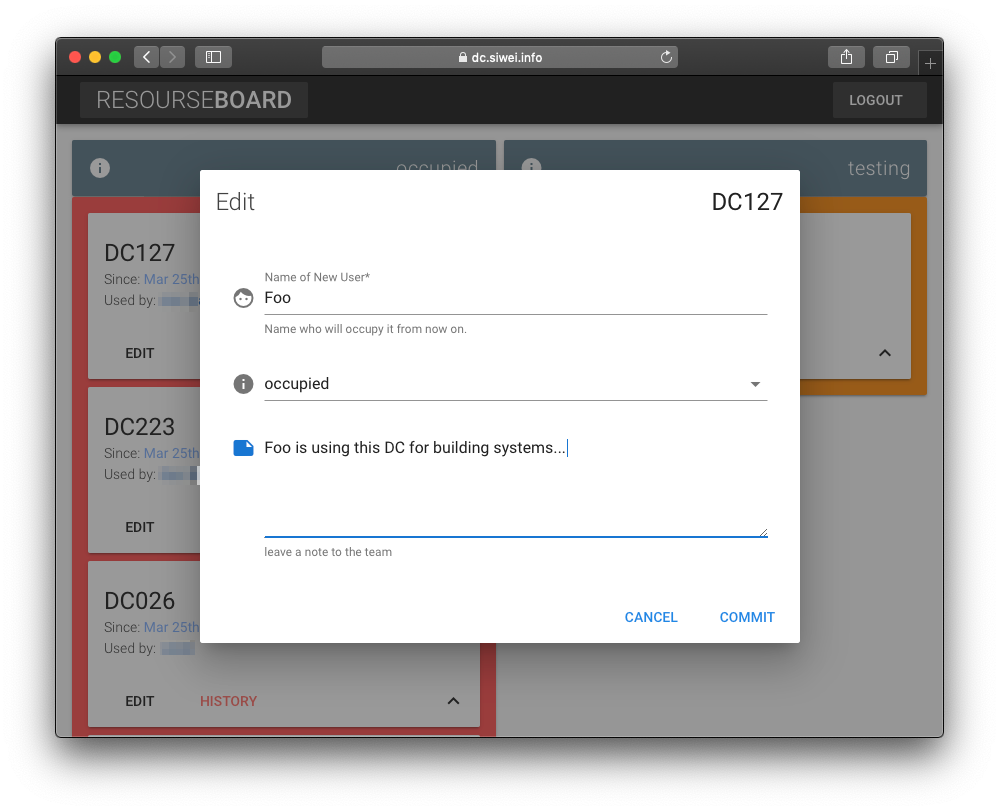 dc.siwei.info
RESOURSEBOARD
LOGOUT
occupied
testing
Edit
DC127
Name of New User*
Foo
Name who will occupy it from now on.
occupied
Foo is using this DC for building systems...
leave a note to the team
CANCEL
COMMIT
DC127
Since: Mar 25th
Used by:
EDIT
DC223
Since: Mar 25th
Used by:
EDIT
DC026
Since: Mar 25th
Used by:
EDIT
HISTORY